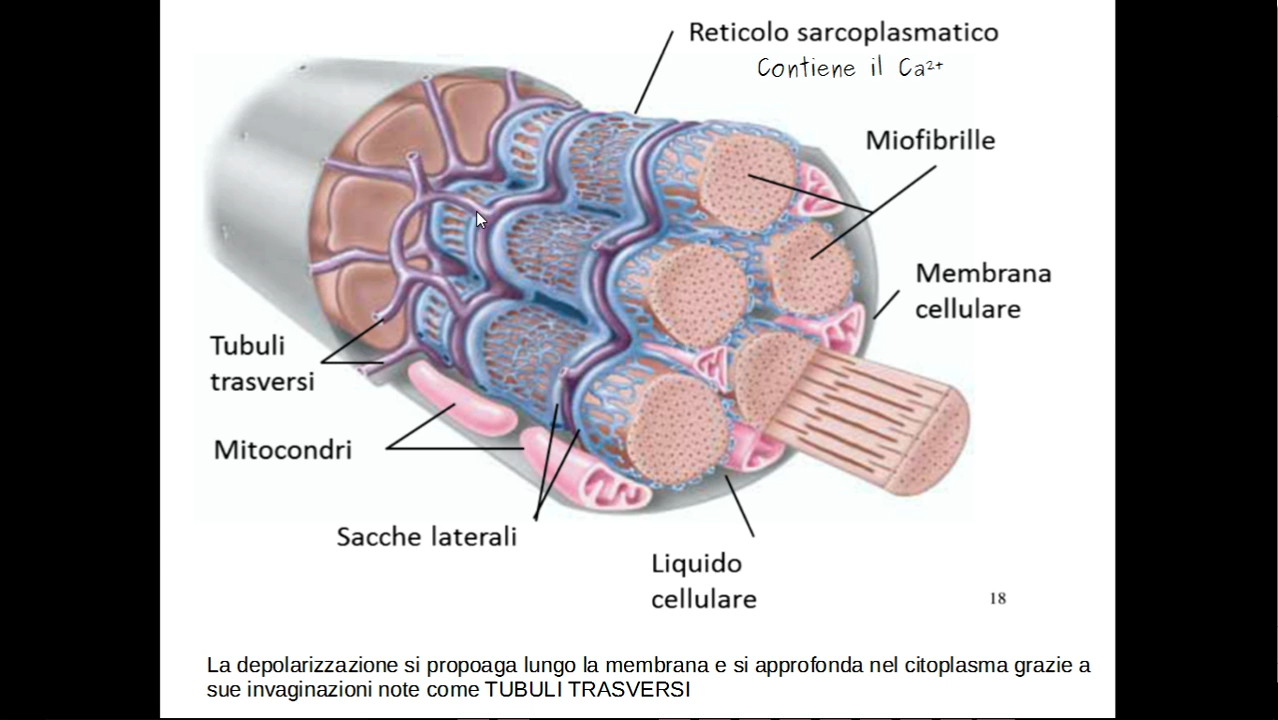 Reticolo sarcoplasmatico
Contiene il Ca²⁺
Miofibrille
Membrana
cellulare
Tubuli
trasversi
Mitocondri
Sacche laterali
Liquido
cellulare
18
La depolarizzazione si propoaga lungo la membrana e si approfonda nel citoplasma grazie a
sue invaginazioni note come TUBULI TRASVERSI